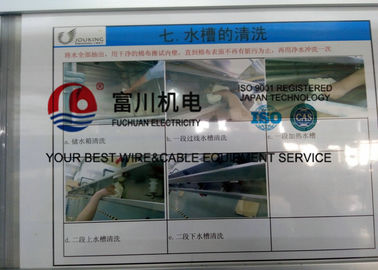 JOUKING
七.水槽的清洗
将水全部抽出，用干净的棉布擦试内壁，直到棉布表面不再有脏污为止，再用净水冲洗一次
ISO 9001 REGISTERED
JAPAN TECHNOLOGY
富川机电
FUCHUAN ELECTRICITY
ISO
CAS
a.储水箱清洗
b.一段过线水槽清洗
c.一段加热水槽
YOUR BEST WIRE&CABLE EQUIPMENT SERVICE
d.二段上水槽清洗
e.二段下水槽清洗